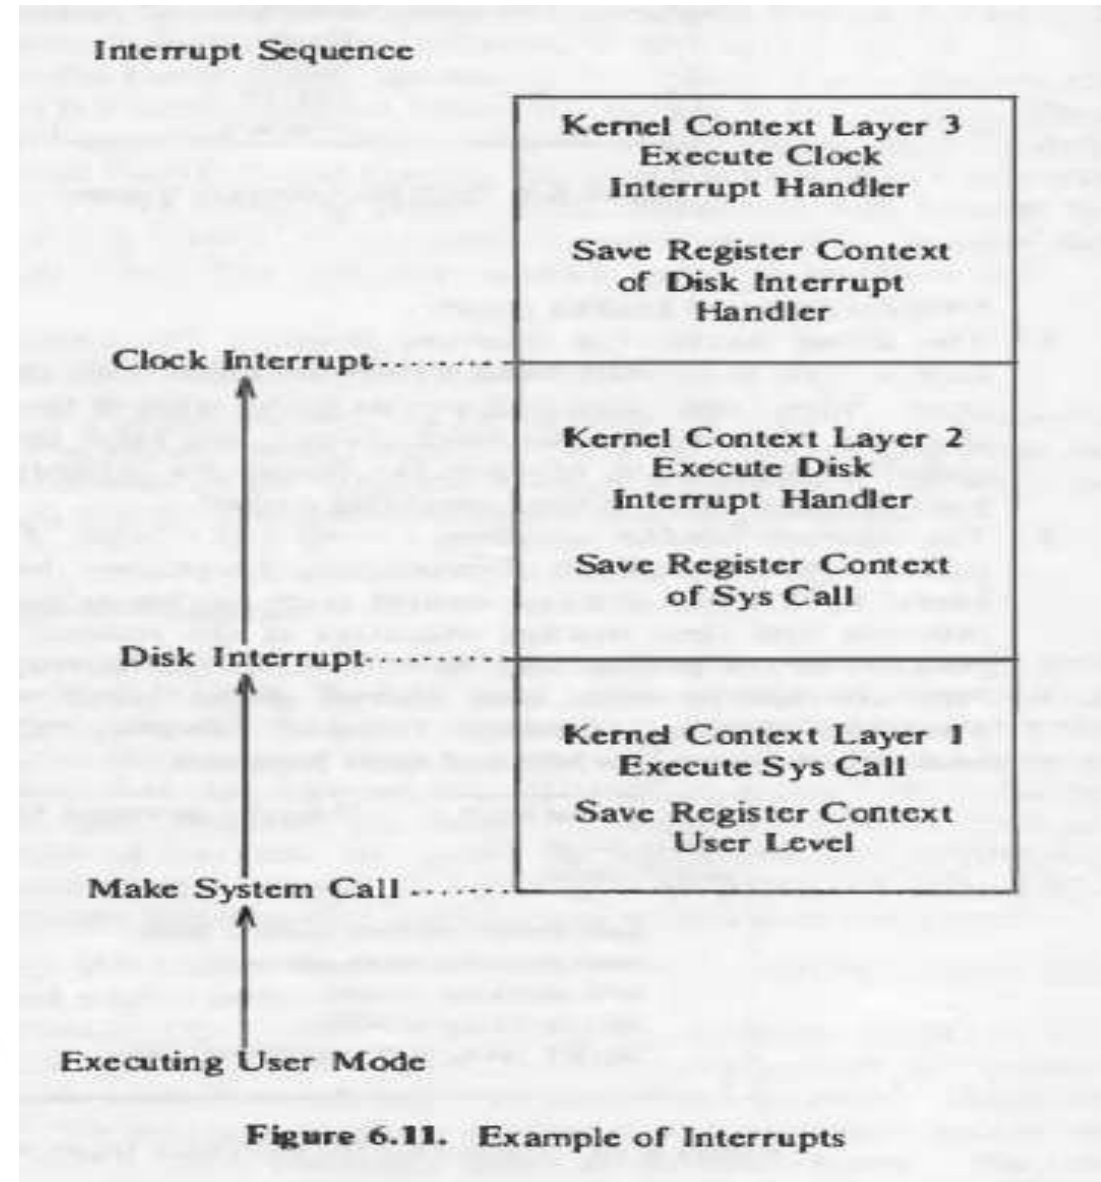 Interrupt Sequence
Kernel Context Layer 3
Execute Clock
Interrupt Handler
Save Register Context
of Disk Interrupt
Handler
Clock Interrupt
Kernel Context Layer 2
Execute Disk
Interrupt Handler
Save Register Context
of Sys Call
Disk Interrupt
Kernel Context Layer 1
Execute Sys Call
Save Register Context
User Level
Make System Call
Executing User Mode
Figure 6.11. Example of Interrupts